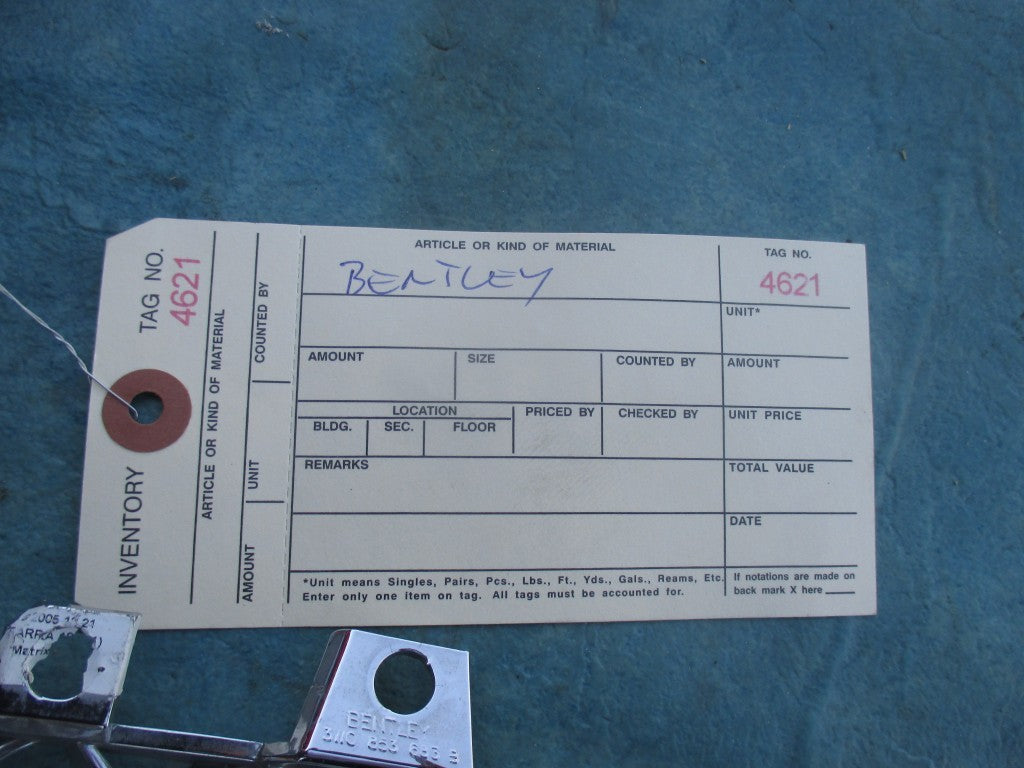 INVENTORY TAG NO. 4621
ARTICLE OR KIND OF MATERIAL
AMOUNT UNIT COUNTED BY
ARTICLE OR KIND OF MATERIAL
BENTLEY
TAG NO.
4621
UNIT*
AMOUNT SIZE COUNTED BY AMOUNT
LOCATION PRICED BY CHECKED BY UNIT PRICE
BLDG. SEC. FLOOR
REMARKS TOTAL VALUE
DATE
*Unit means Singles, Pairs, Pcs., Lbs., Ft., Yds., Gals., Reams, Etc.
Enter only one item on tag. All tags must be accounted for.
If notations are made on
back mark X here
BENTLEY
853